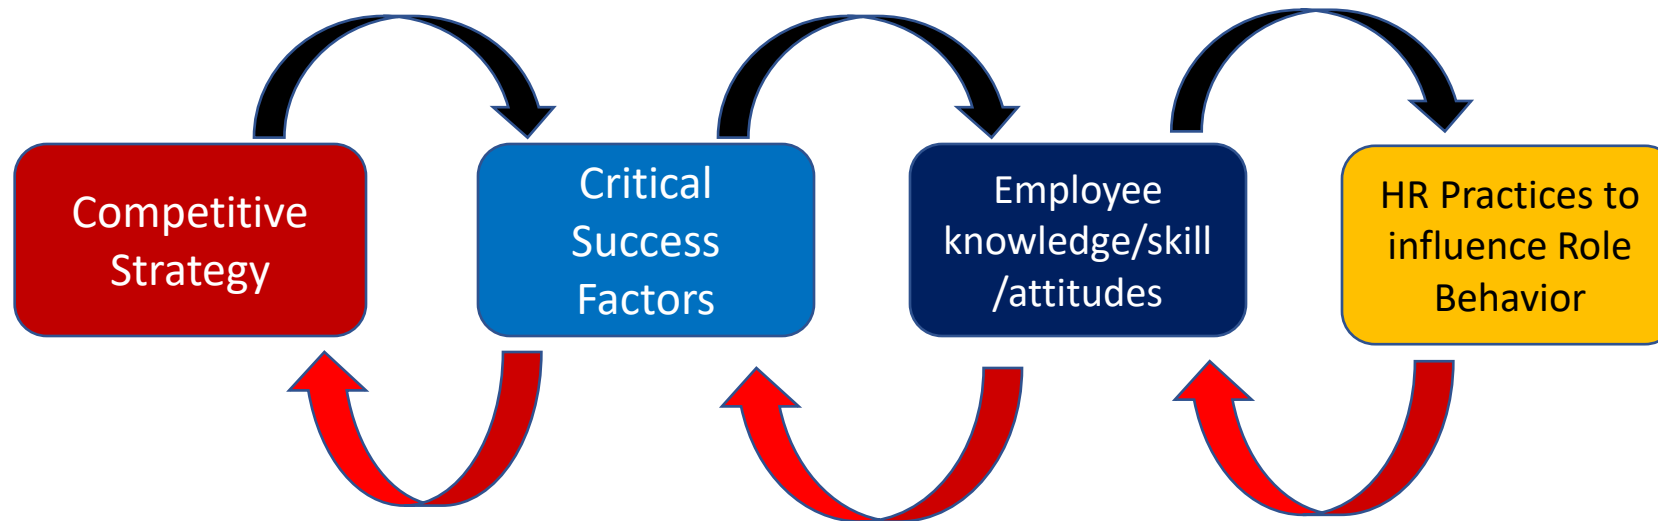 Competitive
Strategy
Critical
Success
Factors
Employee
knowledge/skill
/attitudes
HR Practices to
influence Role
Behavior